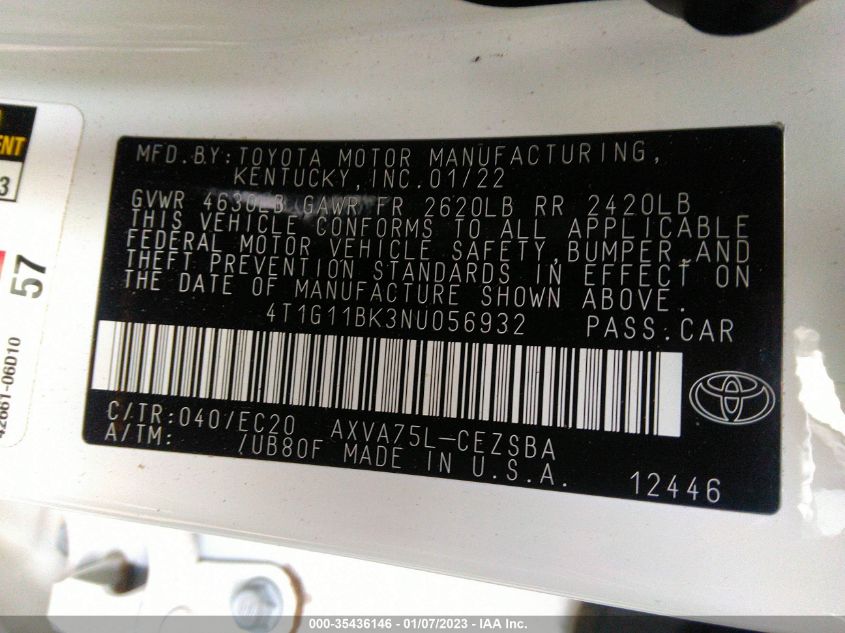 MFD.BY:TOYOTA MOTOR MANUFACTURING,
KENTUCKY,INC.01/22
GVWR 4630LB GAWR FR 2620LB RR 2420LB
THIS VEHICLE CONFORMS TO ALL APPLICABLE
FEDERAL MOTOR VEHICLE SAFETY,BUMPER,AND
THEFT PREVENTION STANDARDS IN EFFECT ON
THE DATE OF MANUFACTURE SHOWN ABOVE.
4T1G11BK3NU056932 PASS.CAR
C/TR:040/EC20 AXVA75L-CEZSBA
A/TM: /UB80F MADE IN U.S.A.
12446
57
42661-06D10
000-35436146 - 01/07/2023 - IAA Inc.